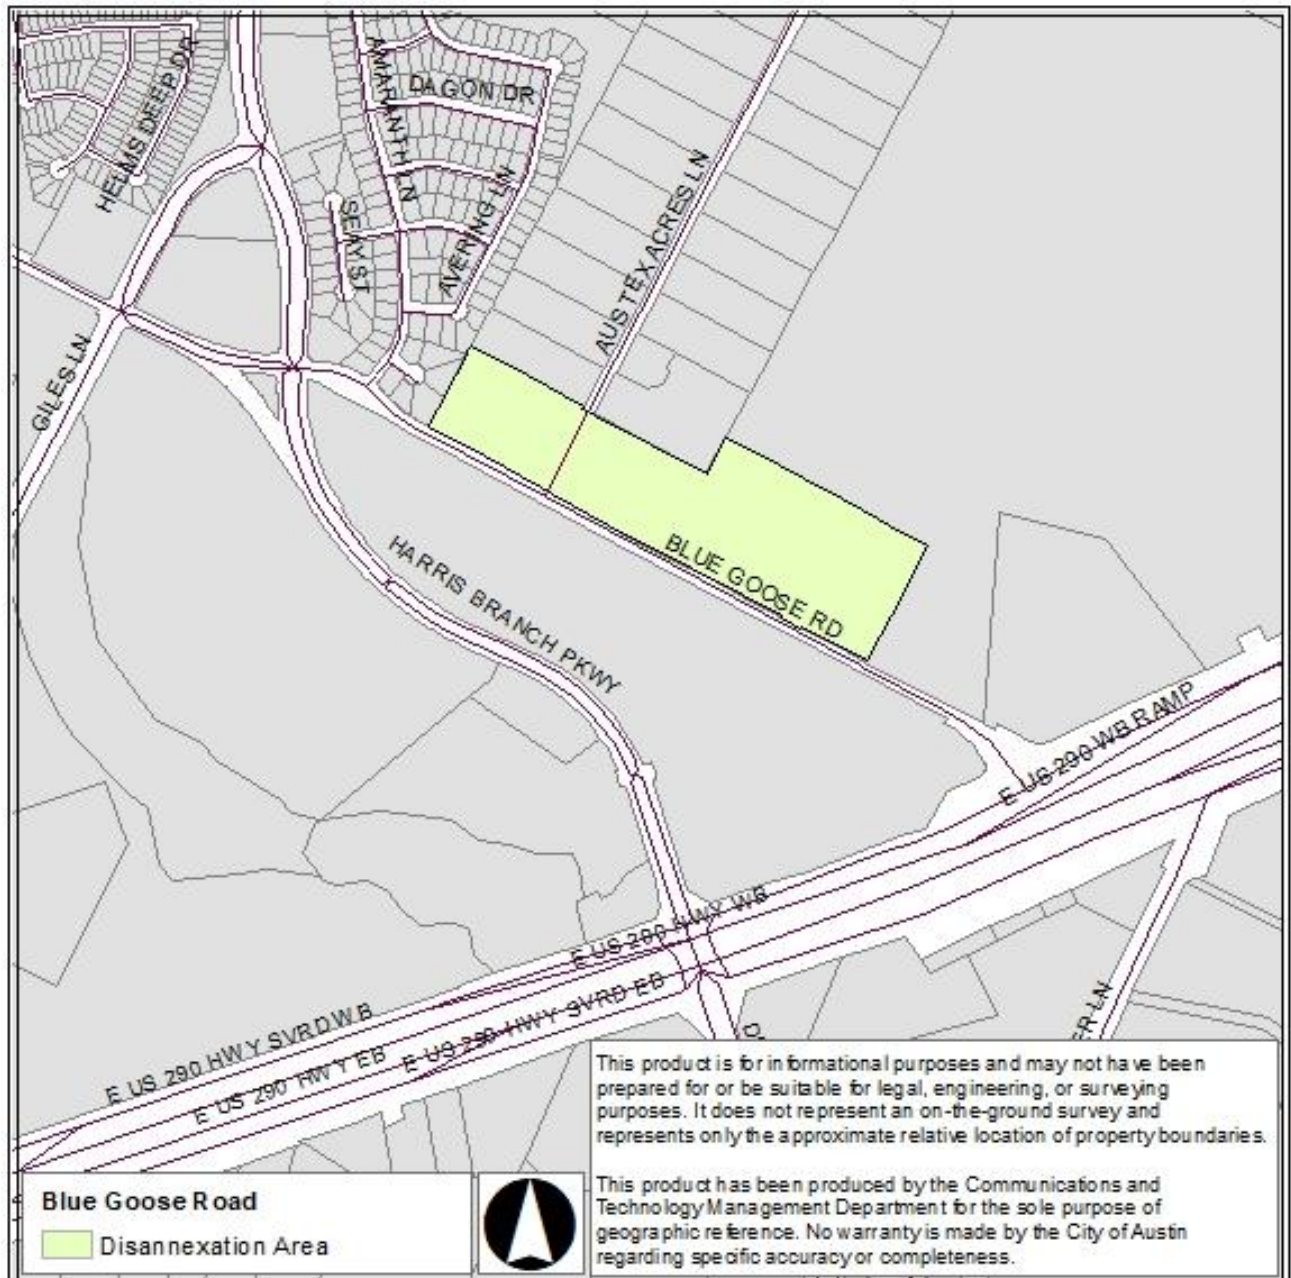 HELMS DEEP DR
AMARANTH LN
DAGON DR
SEAY ST
AVERING LN
AUSTEX ACRES LN
GILES LN
HARRIS BRANCH PKWY
BLUE GOOSE RD
E US 290 WB RAMP
E US 290 HWY WB
E US 290 HWY SVRD WB
E US 290 HWY EB
E US 290 HWY SVRD EB
ER LN
This product is for informational purposes and may not have been
prepared for or be suitable for legal, engineering, or surveying
purposes. It does not represent an on-the-ground survey and
represents only the approximate relative location of property boundaries.
This product has been produced by the Communications and
Technology Management Department for the sole purpose of
geographic reference. No warranty is made by the City of Austin
regarding specific accuracy or completeness.
Blue Goose Road
Disannexation Area